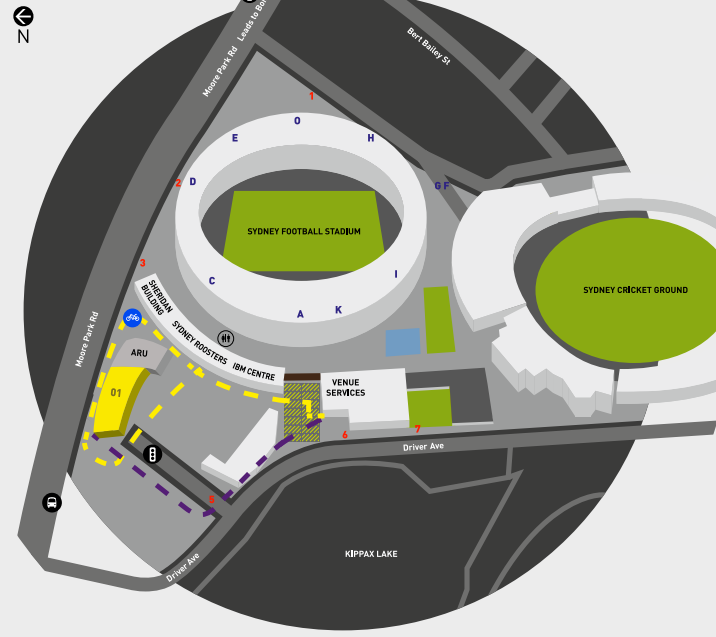 N
Moore Park Rd Leads to Bon
Bert Bailey St
1
O
E
H
D
2
G F
SYDNEY FOOTBALL STADIUM
SYDNEY CRICKET GROUND
3
C
I
A
K
SHERIDAN
BUILDING
SYDNEY ROOSTERS
IBM CENTRE
Moore Park Rd
ARU
01
VENUE
SERVICES
6
7
Driver Ave
5
KIPPAX LAKE
Driver Ave